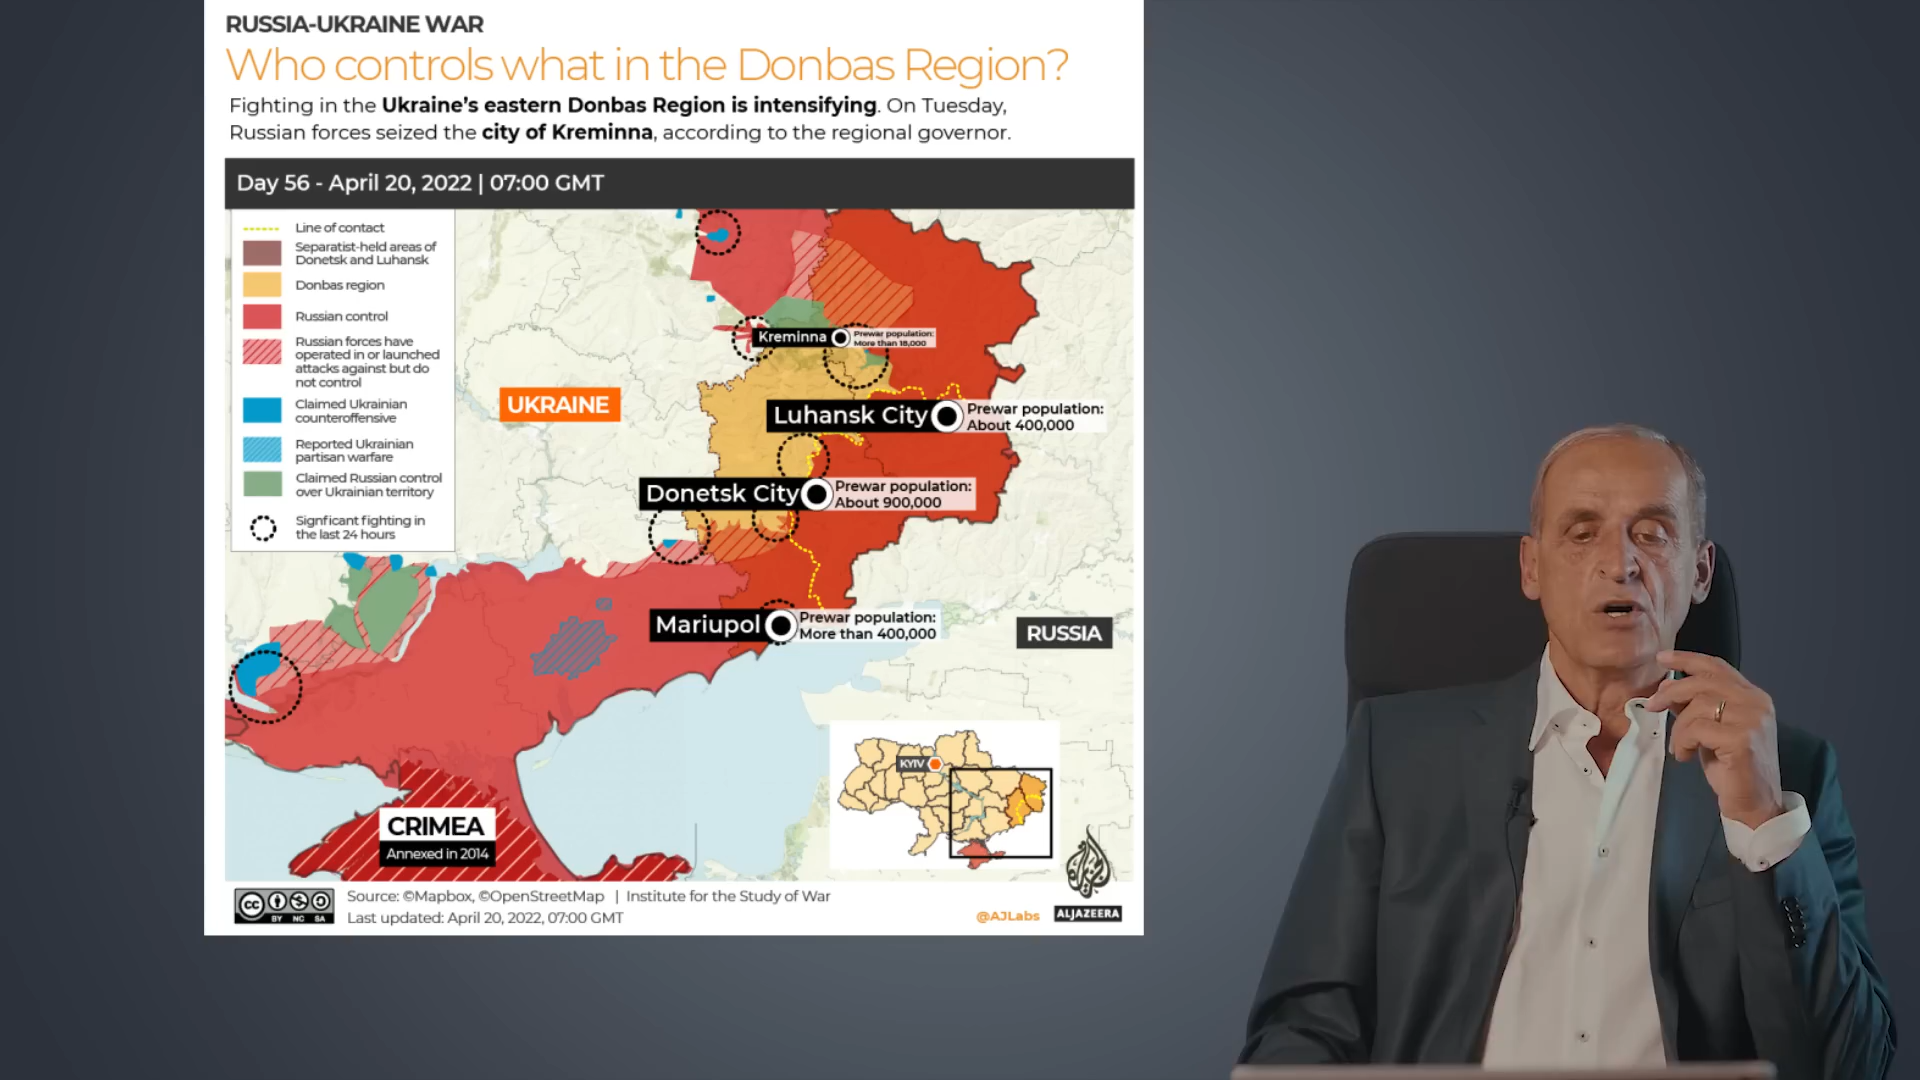 RUSSIA-UKRAINE WAR
Who controls what in the Donbas Region?
Fighting in the Ukraine's eastern Donbas Region is intensifying. On Tuesday,
Russian forces seized the city of Kreminna, according to the regional governor.
Day 56 - April 20, 2022 | 07:00 GMT
Line of contact
Separatist-held areas of
Donetsk and Luhansk
Donbas region
Russian control
Russian forces have
operated in or launched
attacks against but do
not control
Claimed Ukrainian
counteroffensive
Reported Ukrainian
partisan warfare
Claimed Russian control
over Ukrainian territory
Signficant fighting in
the last 24 hours
Kreminna
Prewar population:
More than 18,000
UKRAINE
Luhansk City
Prewar population:
About 400,000
Donetsk City
Prewar population:
About 900,000
Mariupol
Prewar population:
More than 400,000
RUSSIA
KYIV
CRIMEA
Annexed in 2014
cc
BY NC SA
Source: ©Mapbox, ©OpenStreetMap | Institute for the Study of War
Last updated: April 20, 2022, 07:00 GMT
@AJLabs
ALJAZEERA